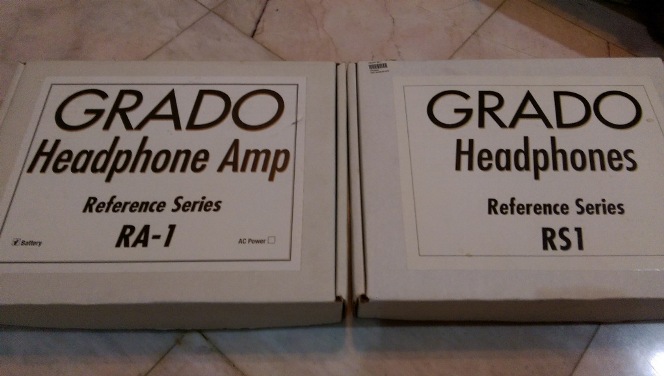 GRADO
Headphone Amp
Reference Series
RA-1
Battery
AC Power
GRADO
Headphones
Reference Series
RS1